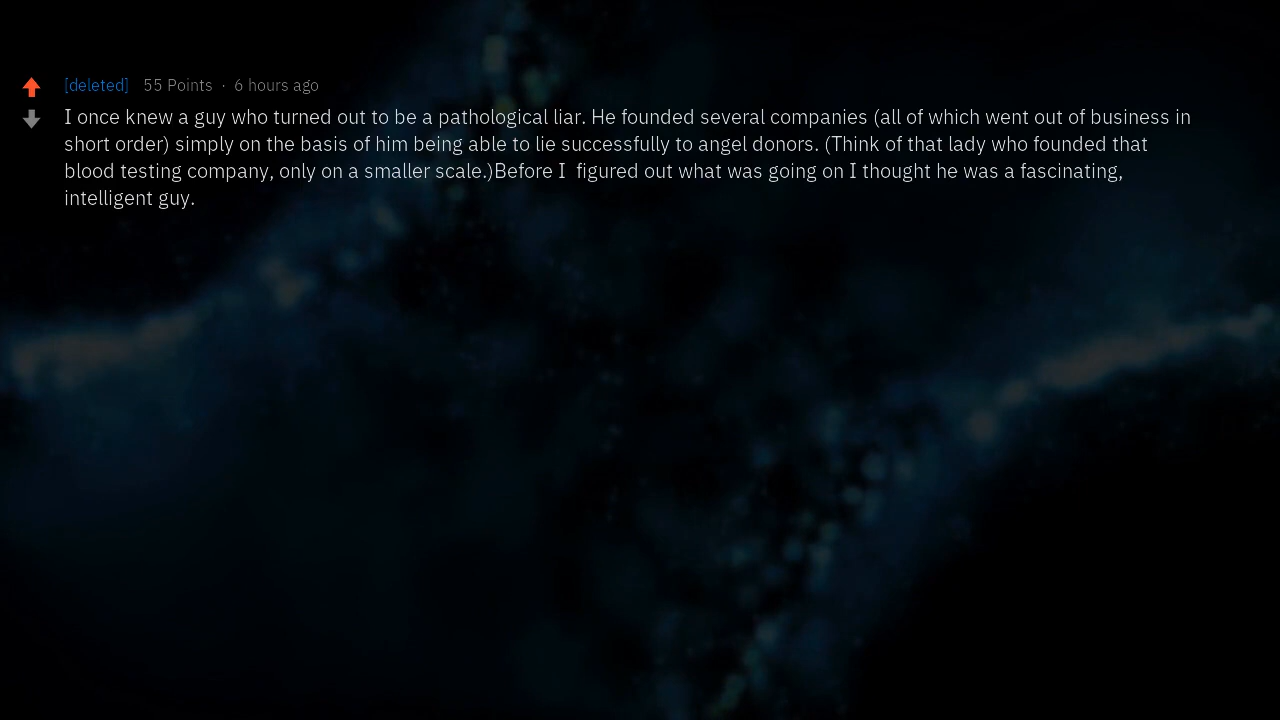 [deleted] 55 Points · 6 hours ago
I once knew a guy who turned out to be a pathological liar. He founded several companies (all of which went out of business in
short order) simply on the basis of him being able to lie successfully to angel donors. (Think of that lady who founded that
blood testing company, only on a smaller scale.)Before I  figured out what was going on I thought he was a fascinating,
intelligent guy.